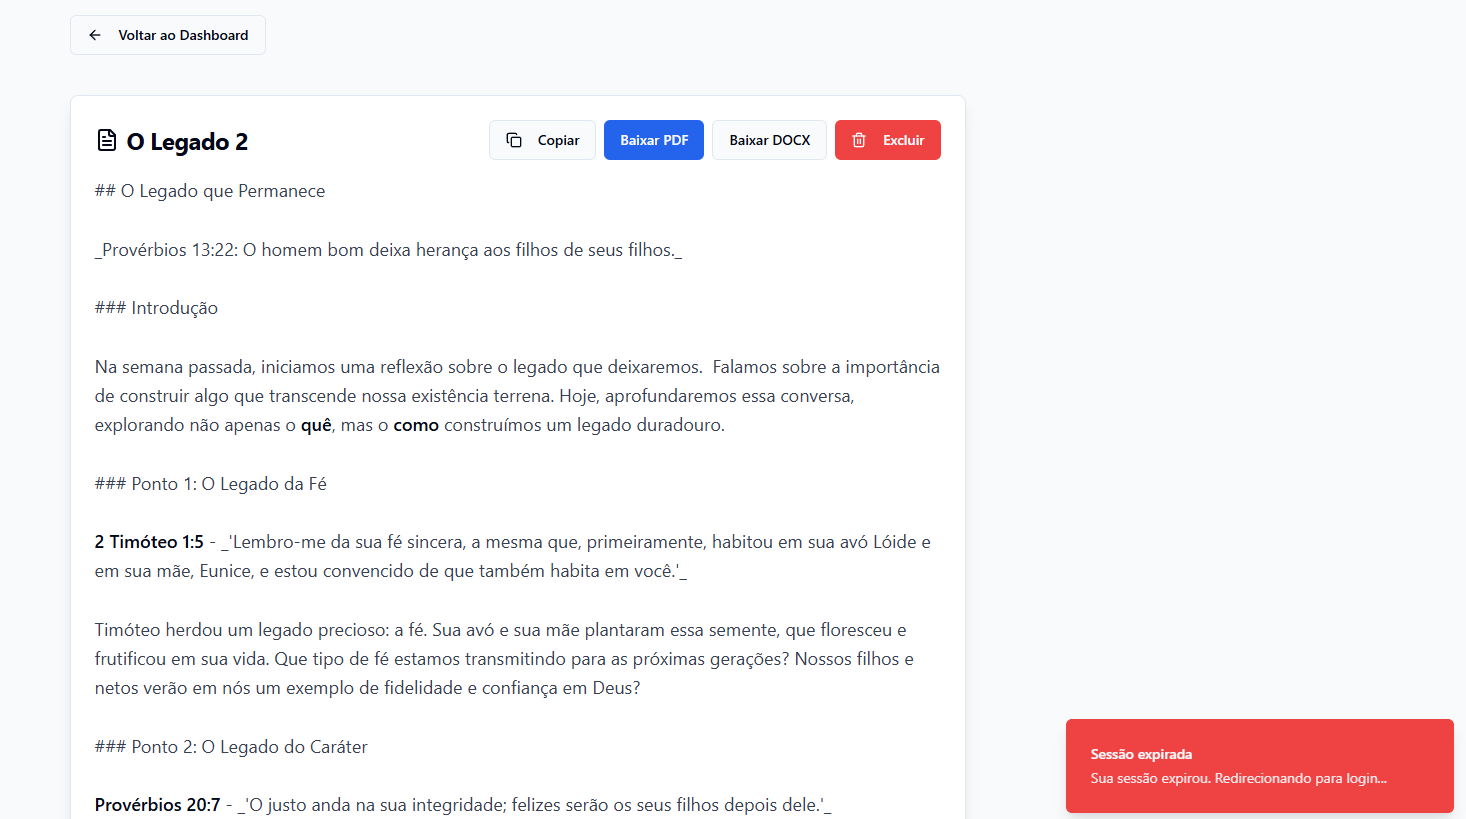 Voltar ao Dashboard
O Legado 2
Copiar
Baixar PDF
Baixar DOCX
Excluir
## O Legado que Permanece
_Provérbios 13:22: O homem bom deixa herança aos filhos de seus filhos._
### Introdução
Na semana passada, iniciamos uma reflexão sobre o legado que deixaremos.  Falamos sobre a importância
de construir algo que transcende nossa existência terrena. Hoje, aprofundaremos essa conversa,
explorando não apenas o quê, mas o como construímos um legado duradouro.
### Ponto 1: O Legado da Fé
2 Timóteo 1:5 - _'Lembro-me da sua fé sincera, a mesma que, primeiramente, habitou em sua avó Lóide e
em sua mãe, Eunice, e estou convencido de que também habita em você.'_
Timóteo herdou um legado precioso: a fé. Sua avó e sua mãe plantaram essa semente, que floresceu e
frutificou em sua vida. Que tipo de fé estamos transmitindo para as próximas gerações? Nossos filhos e
netos verão em nós um exemplo de fidelidade e confiança em Deus?
### Ponto 2: O Legado do Caráter
Provérbios 20:7 - _'O justo anda na sua integridade; felizes serão os seus filhos depois dele.'_
Sessão expirada
Sua sessão expirou. Redirecionando para login...